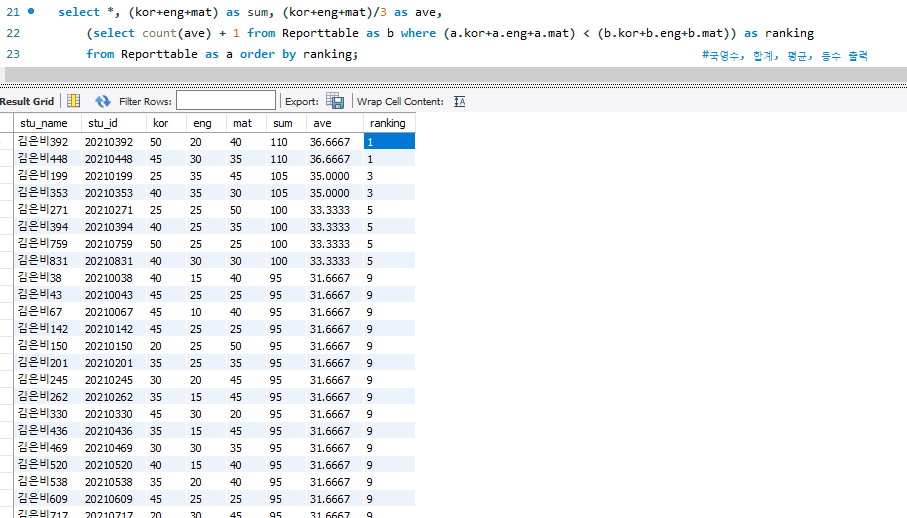 21 select *, (kor+eng+mat) as sum, (kor+eng+mat)/3 as ave,
22 (select count(ave) + 1 from Reporttable as b where (a.kor+a.eng+a.mat) < (b.kor+b.eng+b.mat)) as ranking
23 from Reporttable as a order by ranking; #국영수, 합계, 평균, 등수 출력
Result Grid Filter Rows: Export: Wrap Cell Content:
stu_name stu_id kor eng mat sum ave ranking
김은비392 20210392 50 20 40 110 36.6667 1
김은비448 20210448 45 30 35 110 36.6667 1
김은비199 20210199 25 35 45 105 35.0000 3
김은비353 20210353 40 35 30 105 35.0000 3
김은비271 20210271 25 25 50 100 33.3333 5
김은비394 20210394 40 25 35 100 33.3333 5
김은비759 20210759 50 25 25 100 33.3333 5
김은비831 20210831 40 30 30 100 33.3333 5
김은비38 20210038 40 15 40 95 31.6667 9
김은비43 20210043 45 25 25 95 31.6667 9
김은비67 20210067 45 10 40 95 31.6667 9
김은비142 20210142 45 25 25 95 31.6667 9
김은비150 20210150 20 25 50 95 31.6667 9
김은비201 20210201 35 25 35 95 31.6667 9
김은비245 20210245 30 20 45 95 31.6667 9
김은비262 20210262 35 15 45 95 31.6667 9
김은비330 20210330 45 30 20 95 31.6667 9
김은비436 20210436 35 15 45 95 31.6667 9
김은비469 20210469 30 30 35 95 31.6667 9
김은비520 20210520 40 15 40 95 31.6667 9
김은비538 20210538 35 20 40 95 31.6667 9
김은비609 20210609 45 25 25 95 31.6667 9
김은비717 20210717 20 30 45 95 31.6667 9